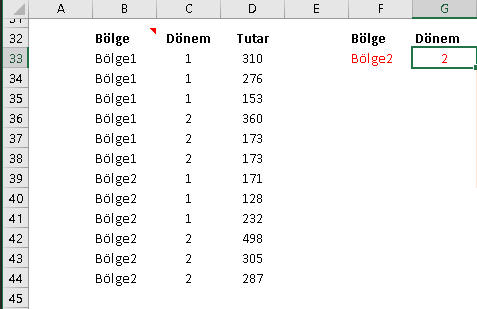 A B C D E F G
31
32 Bölge Dönem Tutar Bölge Dönem
33 Bölge1 1 310 Bölge2 2
34 Bölge1 1 276
35 Bölge1 1 153
36 Bölge1 2 360
37 Bölge1 2 173
38 Bölge1 2 173
39 Bölge2 1 171
40 Bölge2 1 128
41 Bölge2 1 232
42 Bölge2 2 498
43 Bölge2 2 305
44 Bölge2 2 287
45